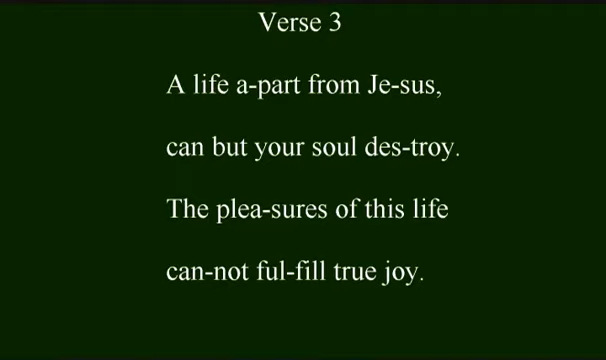 Verse 3
A life a-part from Je-sus,
can but your soul des-troy.
The plea-sures of this life
can-not ful-fill true joy.